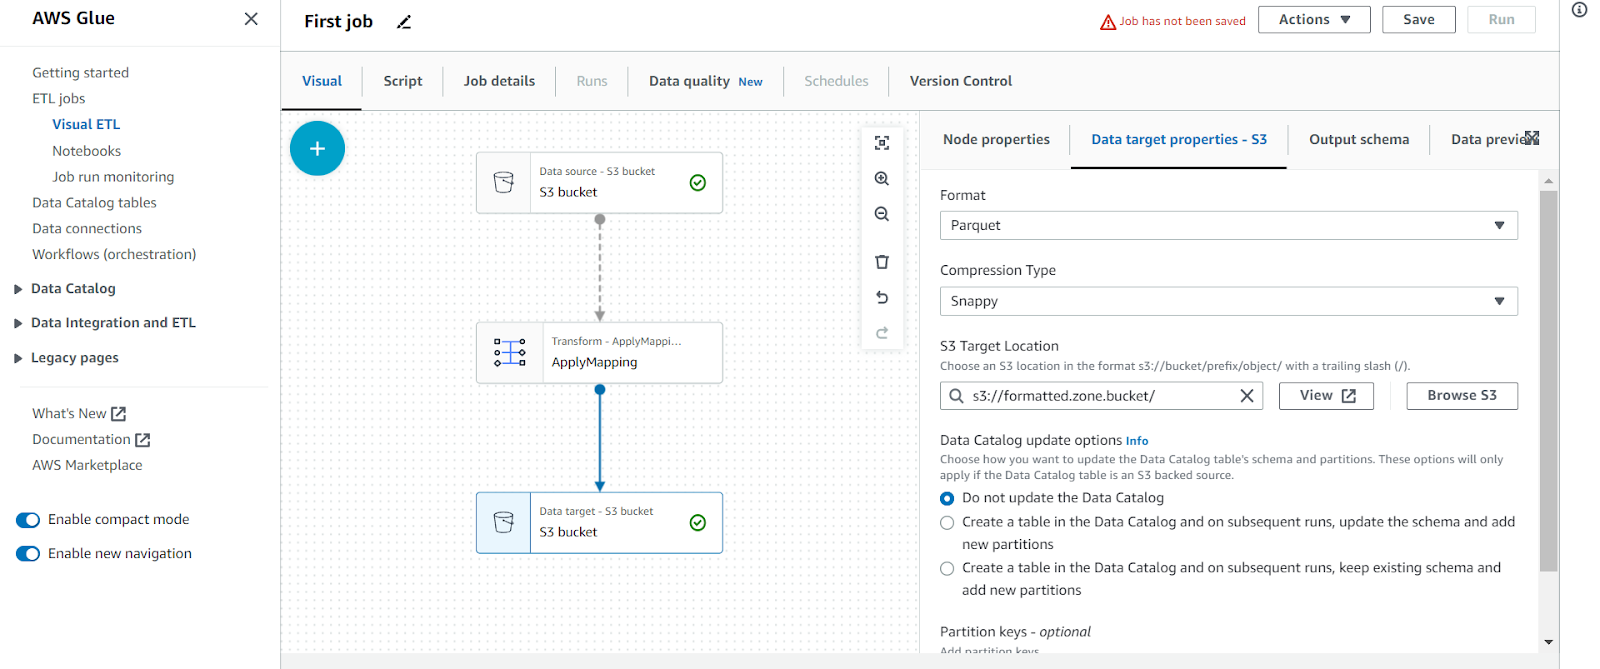 AWS Glue
Getting started
ETL jobs
Visual ETL
Notebooks
Job run monitoring
Data Catalog tables
Data connections
Workflows (orchestration)
Data Catalog
Data Integration and ETL
Legacy pages
What's New
Documentation
AWS Marketplace
Enable compact mode
Enable new navigation
First job
Job has not been saved
Actions
Save
Run
Visual
Script
Job details
Runs
Data quality New
Schedules
Version Control
Data source - S3 bucket
S3 bucket
Transform - ApplyMappi...
ApplyMapping
Data target - S3 bucket
S3 bucket
Node properties
Data target properties - S3
Output schema
Data previe
Format
Parquet
Compression Type
Snappy
S3 Target Location
Choose an S3 location in the format s3://bucket/prefix/object/ with a trailing slash (/).
s3://formatted.zone.bucket/
View
Browse S3
Data Catalog update options Info
Choose how you want to update the Data Catalog table's schema and partitions. These options will only
apply if the Data Catalog table is an S3 backed source.
Do not update the Data Catalog
Create a table in the Data Catalog and on subsequent runs, update the schema and add
new partitions
Create a table in the Data Catalog and on subsequent runs, keep existing schema and
add new partitions
Partition keys - optional
Add partition keys